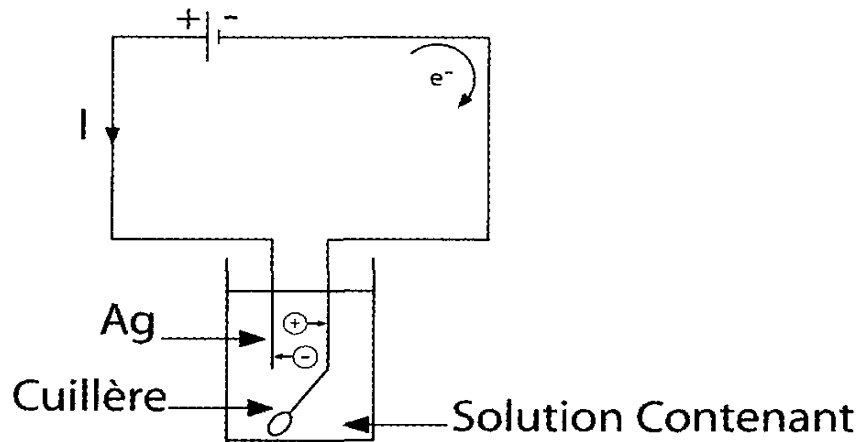 + -
e⁻
I
Ag
+
-
Cuillère
Solution Contenant